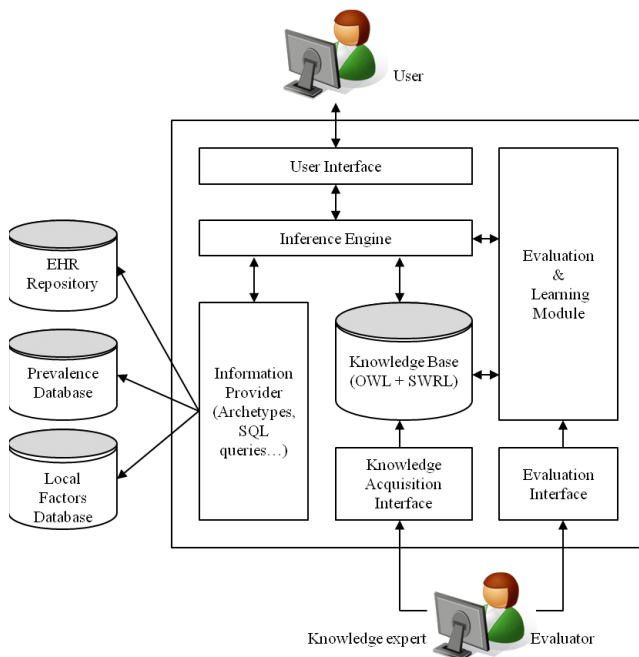 User
User Interface
Inference Engine
EHR
Repository
Prevalence
Database
Local
Factors
Database
Information
Provider
(Archetypes,
SQL
queries…)
Knowledge Base
(OWL + SWRL)
Evaluation
&
Learning
Module
Knowledge
Acquisition
Interface
Evaluation
Interface
Knowledge expert
Evaluator